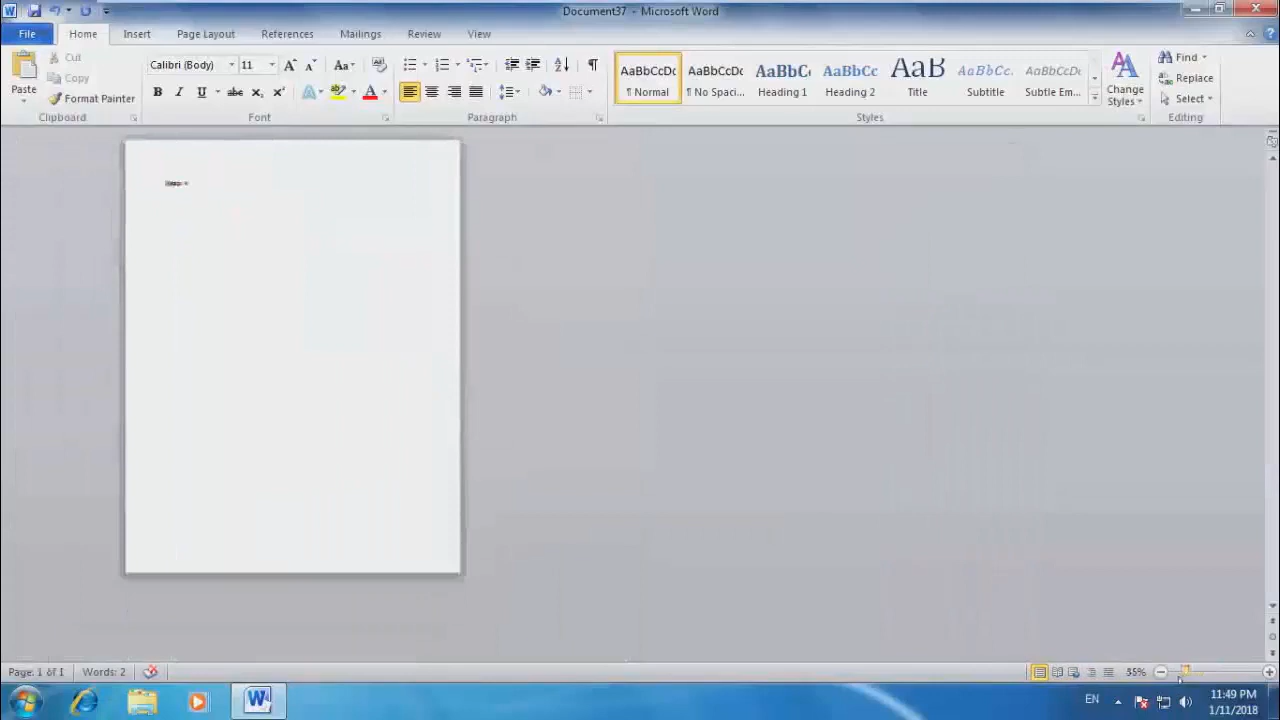 Document37 - Microsoft Word
File Home Insert Page Layout References Mailings Review View
Cut
Copy
Format Painter
Paste
Clipboard
Calibri (Body) 11
Font
Paragraph
AaBbCcDc AaBbCcDc AaBbC AaBbCc AaB AaBbCc. AaBbCcDc
¶ Normal ¶ No Spaci... Heading 1 Heading 2 Title Subtitle Subtle Em...
Styles
Change Styles
Find
Replace
Select
Editing
Page: 1 of 1 Words: 2 55%
EN 11:49 PM
1/11/2018